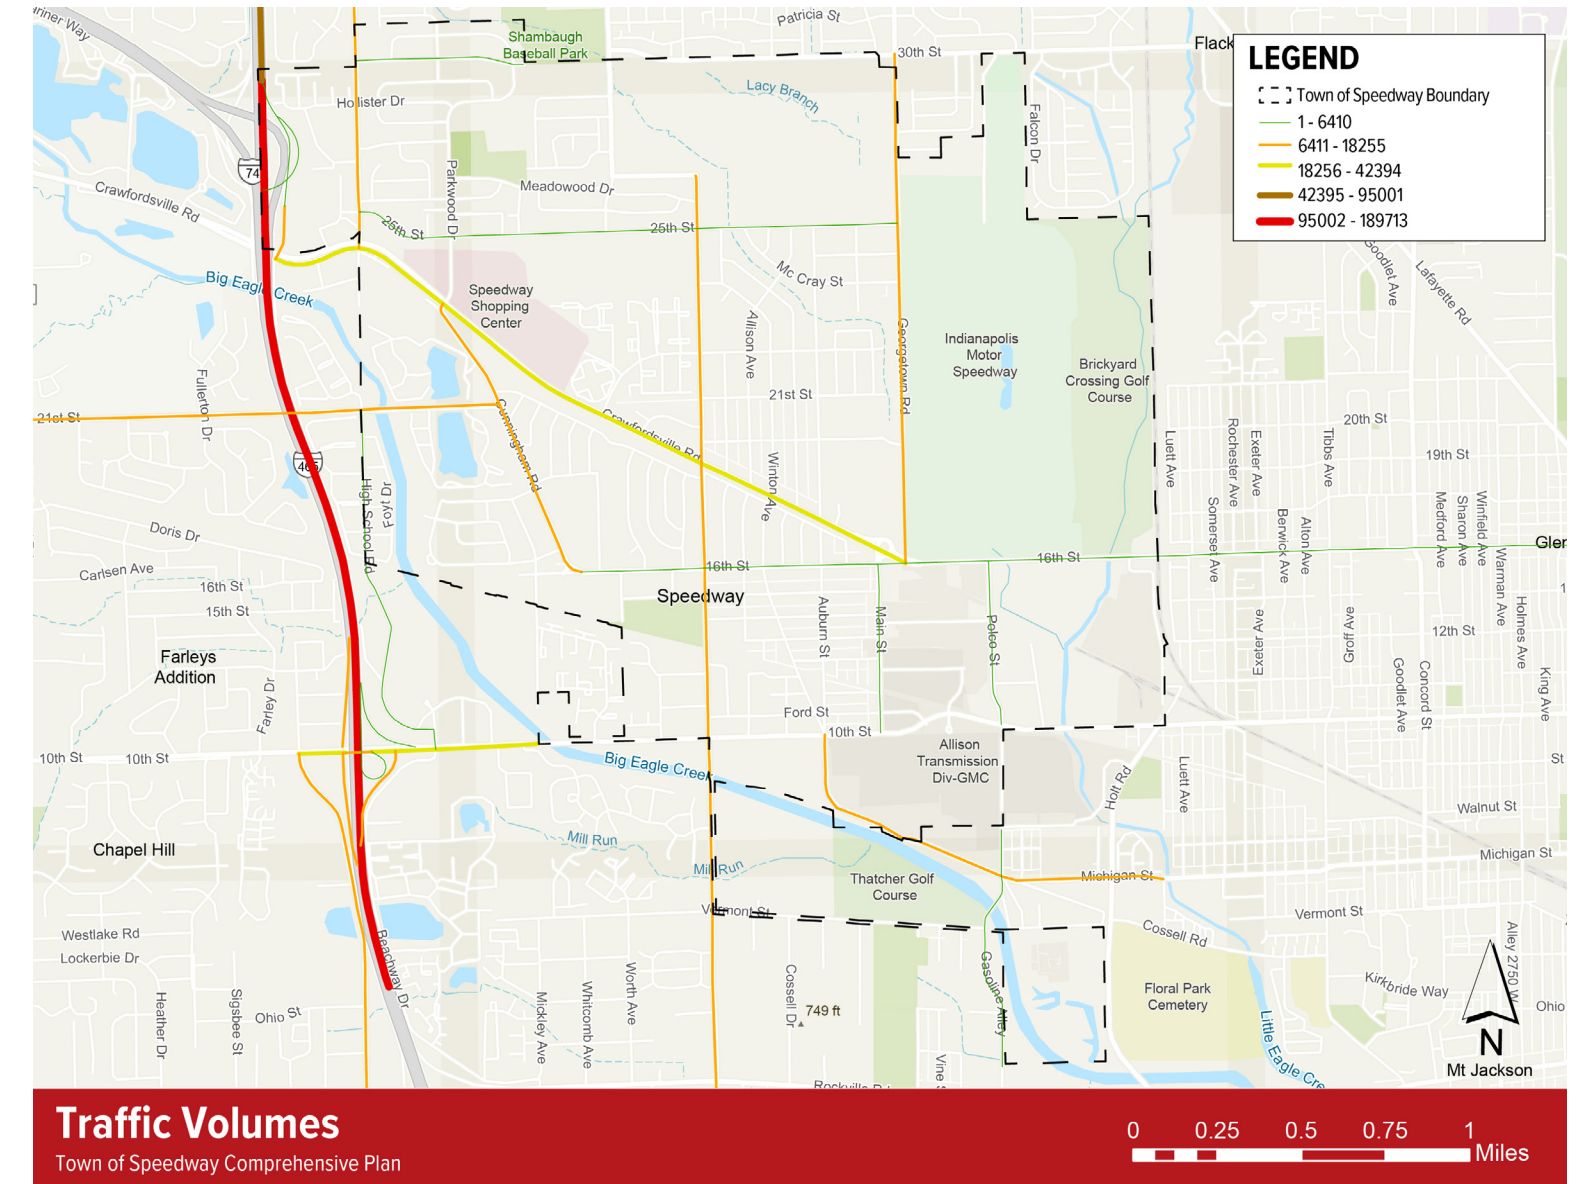 Patricia St
Shambaugh
Baseball Park
30th St
Lacy Branch
Hollister Dr
Falcon Dr
74
Crawfordsville Rd
Parkwood Dr
Meadowood Dr
25th St
25th St
Mc Cray St
Big Eagle Creek
Speedway
Shopping
Center
Allison Ave
Georgetown Rd
Indianapolis
Motor
Speedway
Brickyard
Crossing Golf
Course
Goodlet Ave
Lafayette Rd
LEGEND
Town of Speedway Boundary
1 - 6410
6411 - 18255
18256 - 42394
42395 - 95001
95002 - 189713
Fullerton Dr
21st St
21st St
Cunningham Rd
Crawfordsville Rd
20th St
19th St
Luett Ave
Rochester Ave
Exeter Ave
Tibbs Ave
465
High School Rd
Foyt Dr
Winton Ave
Somerset Ave
Berwick Ave
Alton Ave
Medford Ave
Sharon Ave
Winfield Ave
Warman Ave
Doris Dr
Carlsen Ave
16th St
15th St
16th St
16th St
Speedway
Auburn St
Main St
Polco St
Exeter Ave
Groff Ave
12th St
Holmes Ave
Goodlet Ave
Concord St
King Ave
Farleys
Addition
Farley Dr
Ford St
10th St
10th St
10th St
Big Eagle Creek
Allison
Transmission
Div-GMC
Holt Rd
Luett Ave
Walnut St
Michigan St
Michigan St
Chapel Hill
Mill Run
Mill Run
Thatcher Golf
Course
Vermont St
Vermont St
Cossell Rd
Westlake Rd
Lockerbie Dr
Beachway Dr
Heather Dr
Sigsbee St
Ohio St
Mickley Ave
Whitcomb Ave
Worth Ave
Cossell Dr
749 ft
Gasoline Alley
Floral Park
Cemetery
Kirkbride Way
Alley 2750 W
Ohio
Little Eagle Cre
N
Mt Jackson
Traffic Volumes
Town of Speedway Comprehensive Plan
0 0.25 0.5 0.75 1
Miles